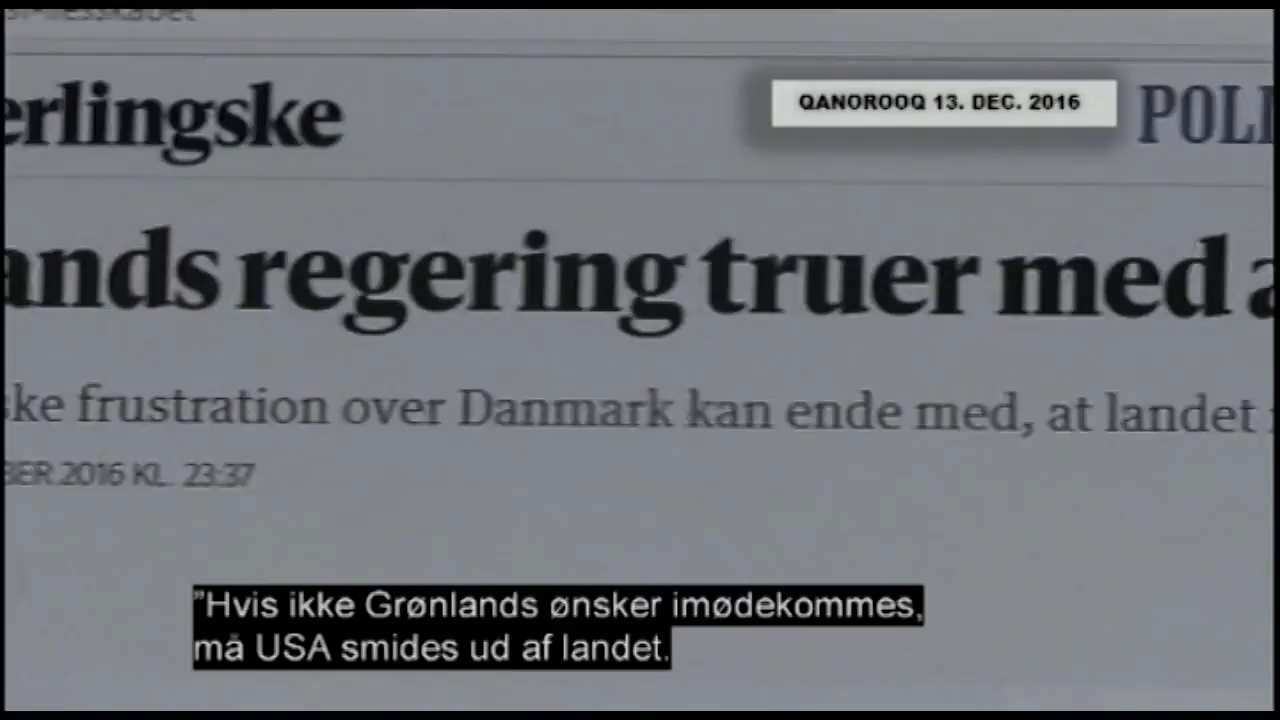 erlingske
QANOROOQ 13. DEC. 2016
POLI
ands regering truer med a
ske frustration over Danmark kan ende med, at landet
BER 2016 KL. 23:37
"Hvis ikke Grønlands ønsker imødekommes,
må USA smides ud af landet.